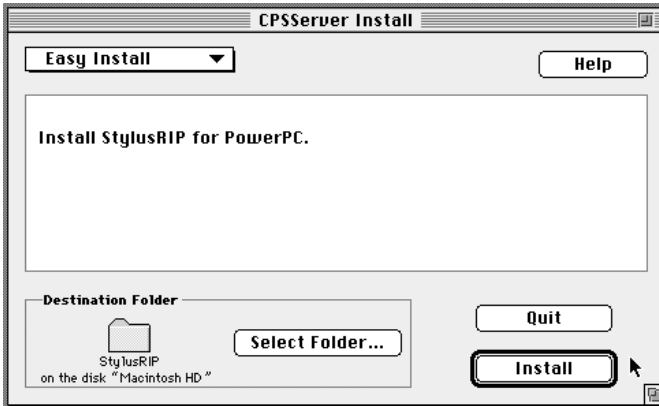 CPSServer Install
Easy Install
Help
Install StylusRIP for PowerPC.
Destination Folder
StylusRIP
on the disk “Macintosh HD”
Select Folder...
Quit
Install